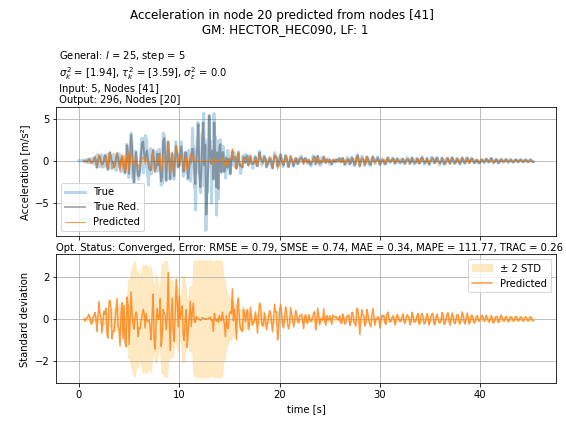 Acceleration in node 20 predicted from nodes [41]
GM: HECTOR_HEC090, LF: 1
General: l = 25, step = 5
σ²ₖ = [1.94], τ²ₖ = [3.59], σ²ε = 0.0
Input: 5, Nodes [41]
Output: 296, Nodes [20]
Acceleration [m/s²]
5
0
−5
True
True Red.
Predicted
Opt. Status: Converged, Error: RMSE = 0.79, SMSE = 0.74, MAE = 0.34, MAPE = 111.77, TRAC = 0.26
Standard deviation
2
0
−2
± 2 STD
Predicted
0 10 20 30 40
time [s]